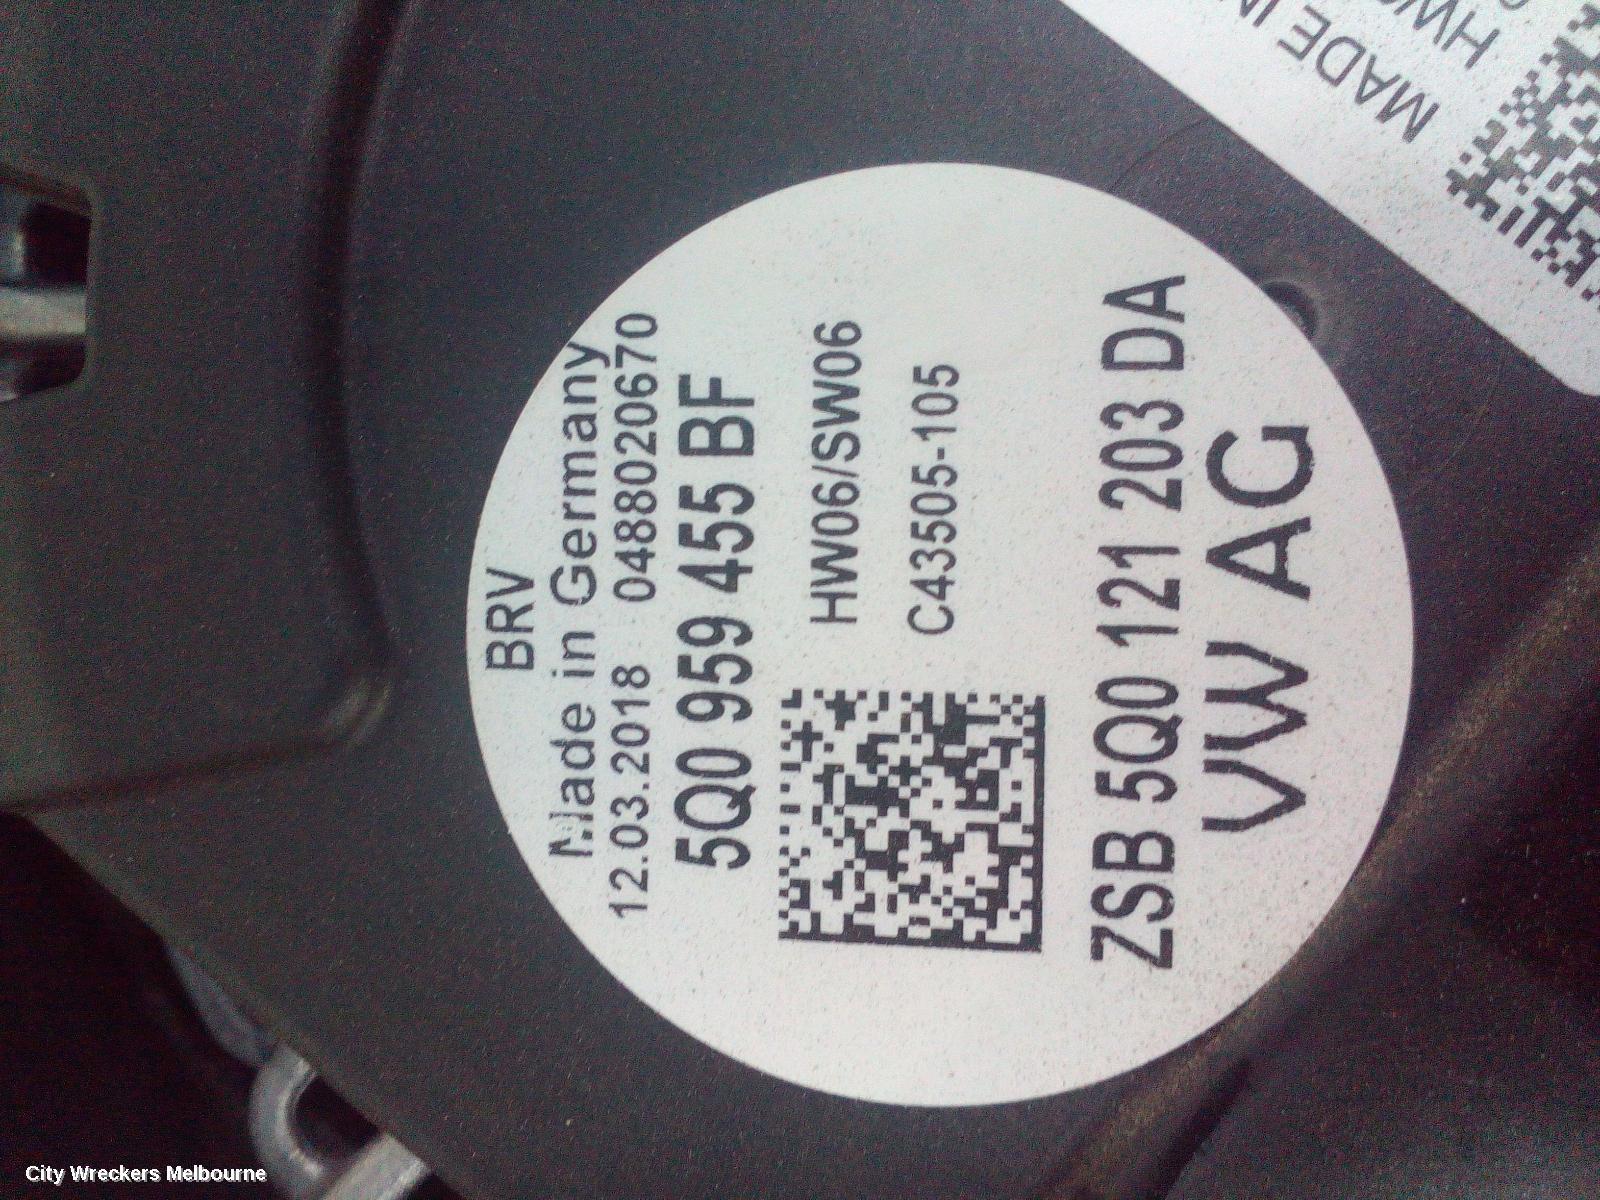 BRV
Made in Germany
12.03.2018 0488020670
5Q0 959 455 BF
HW06/SW06
C43505-105
ZSB 5Q0 121 203 DA
VW AG
MADE IN
City Wreckers Melbourne